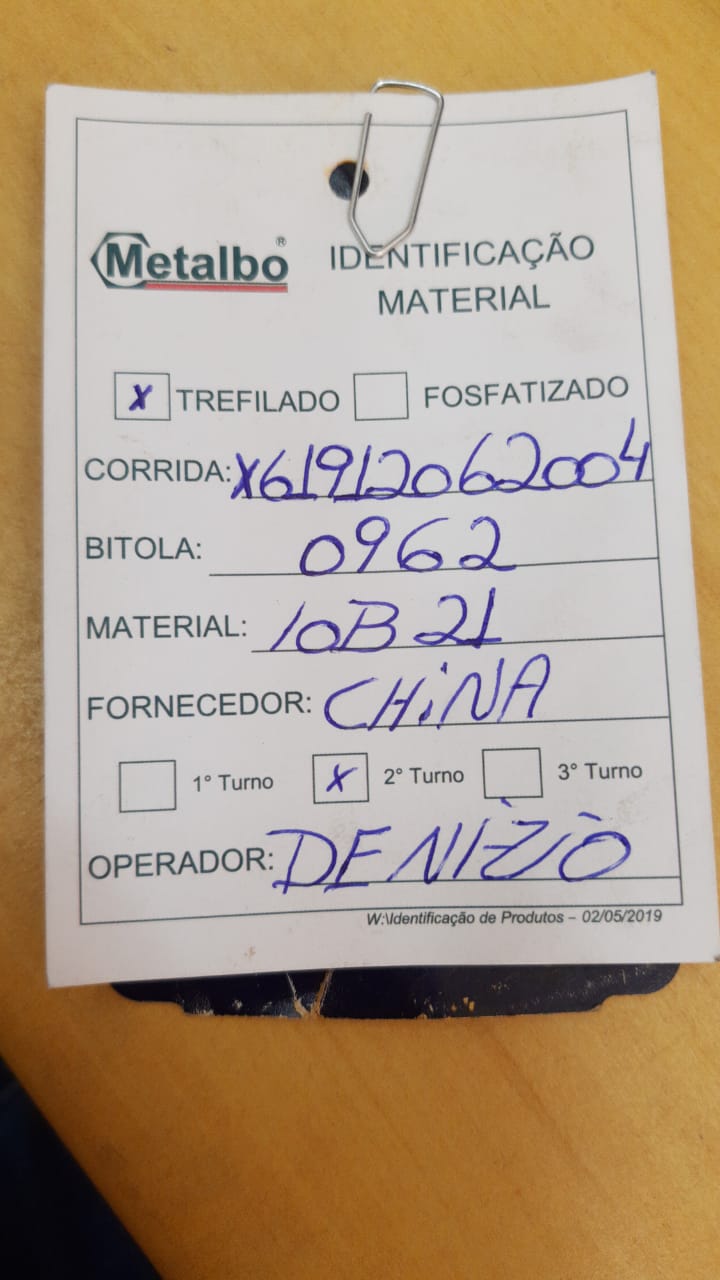 Metalbo®
IDENTIFICAÇÃO
MATERIAL
X TREFILADO FOSFATIZADO
CORRIDA: X61912062004
BITOLA: 0962
MATERIAL: 10B21
FORNECEDOR: CHiNA
1° Turno X 2° Turno 3° Turno
OPERADOR: DENIZIO
W:\Identificação de Produtos – 02/05/2019